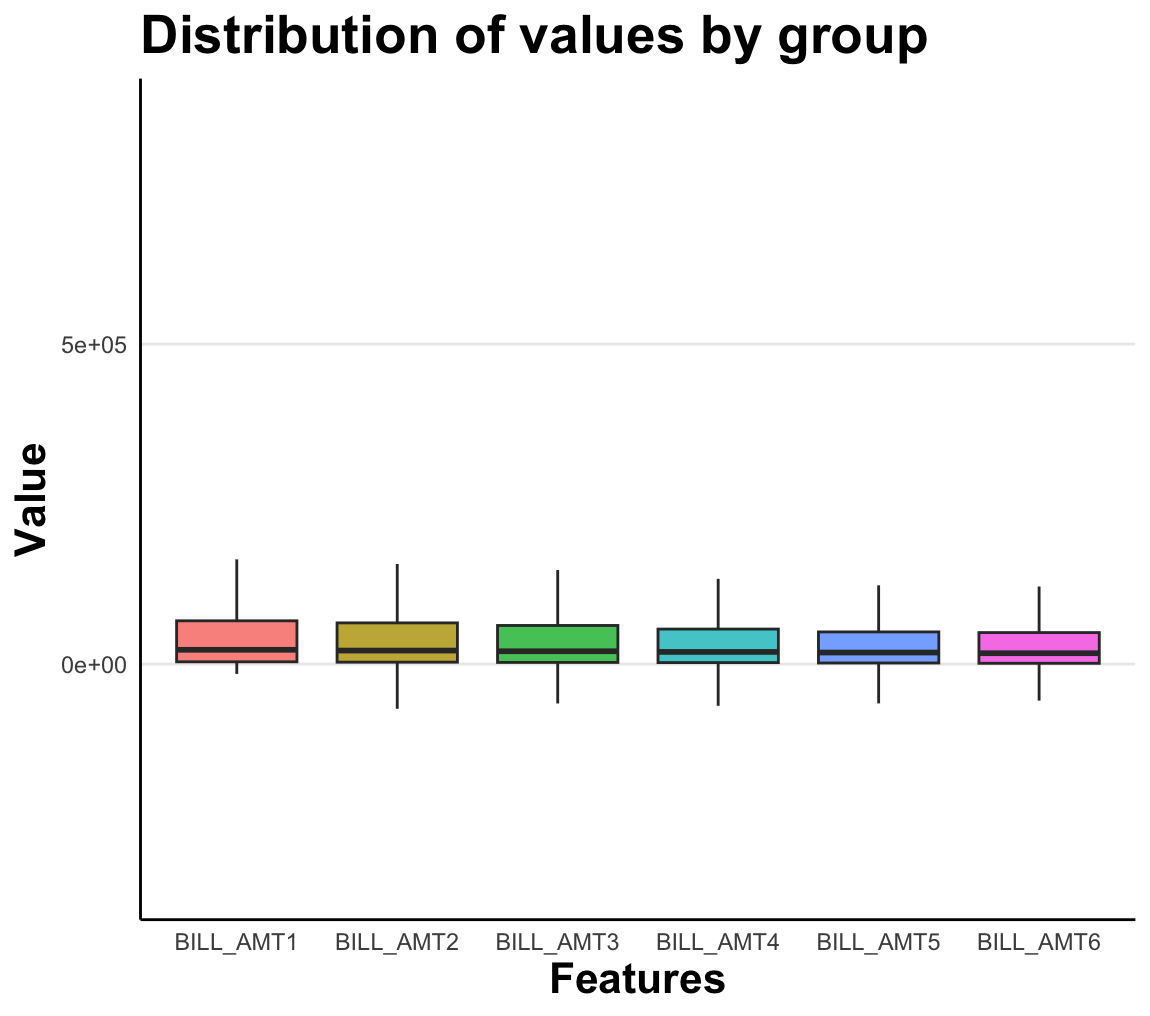 Distribution of values by group
5e+05
0e+00
Value
BILL_AMT1 BILL_AMT2 BILL_AMT3 BILL_AMT4 BILL_AMT5 BILL_AMT6
Features